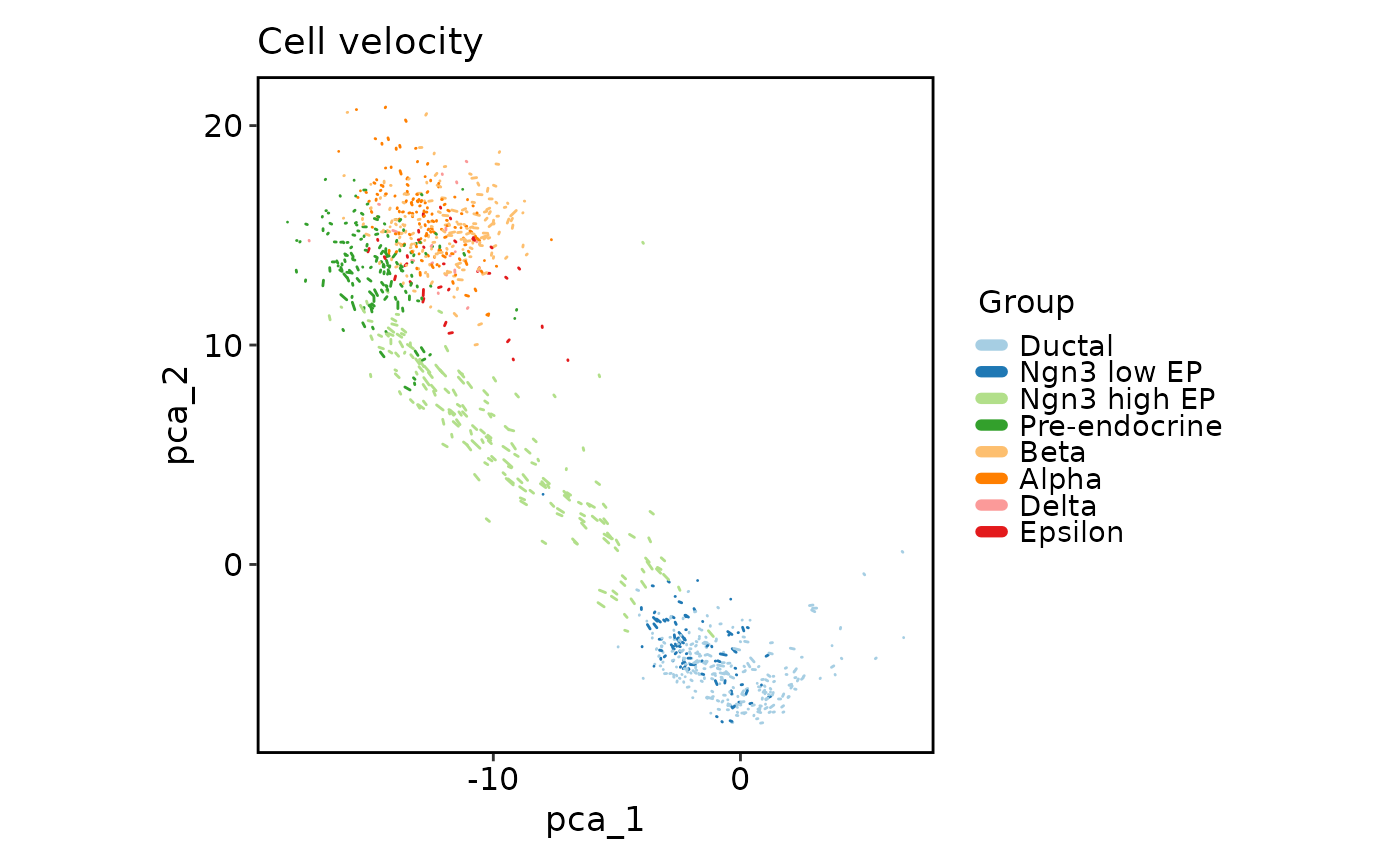 Cell velocity
20
10
0
pca_2
-10
0
pca_1
Group
Ductal
Ngn3 low EP
Ngn3 high EP
Pre-endocrine
Beta
Alpha
Delta
Epsilon